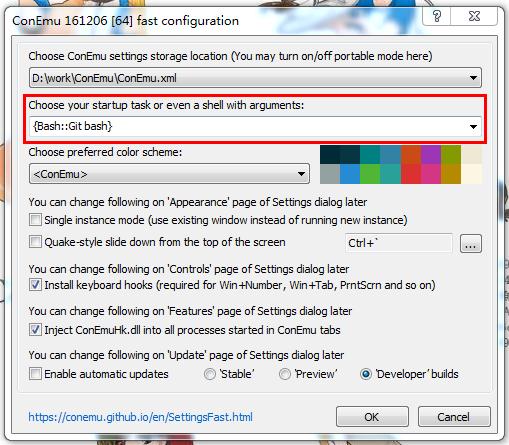 ConEmu 161206 [64] fast configuration
Choose ConEmu settings storage location (You may turn on/off portable mode here)
D:\work\ConEmu\ConEmu.xml
Choose your startup task or even a shell with arguments:
{Bash::Git bash}
Choose preferred color scheme:
<ConEmu>
You can change following on 'Appearance' page of Settings dialog later
Single instance mode (use existing window instead of running new instance)
Quake-style slide down from the top of the screen
Ctrl+`
...
You can change following on 'Controls' page of Settings dialog later
Install keyboard hooks (required for Win+Number, Win+Tab, PrntScrn and so on)
You can change following on 'Features' page of Settings dialog later
Inject ConEmuHk.dll into all processes started in ConEmu tabs
You can change following on 'Update' page of Settings dialog later
Enable automatic updates
'Stable'
'Preview'
'Developer' builds
https://conemu.github.io/en/SettingsFast.html
OK
Cancel